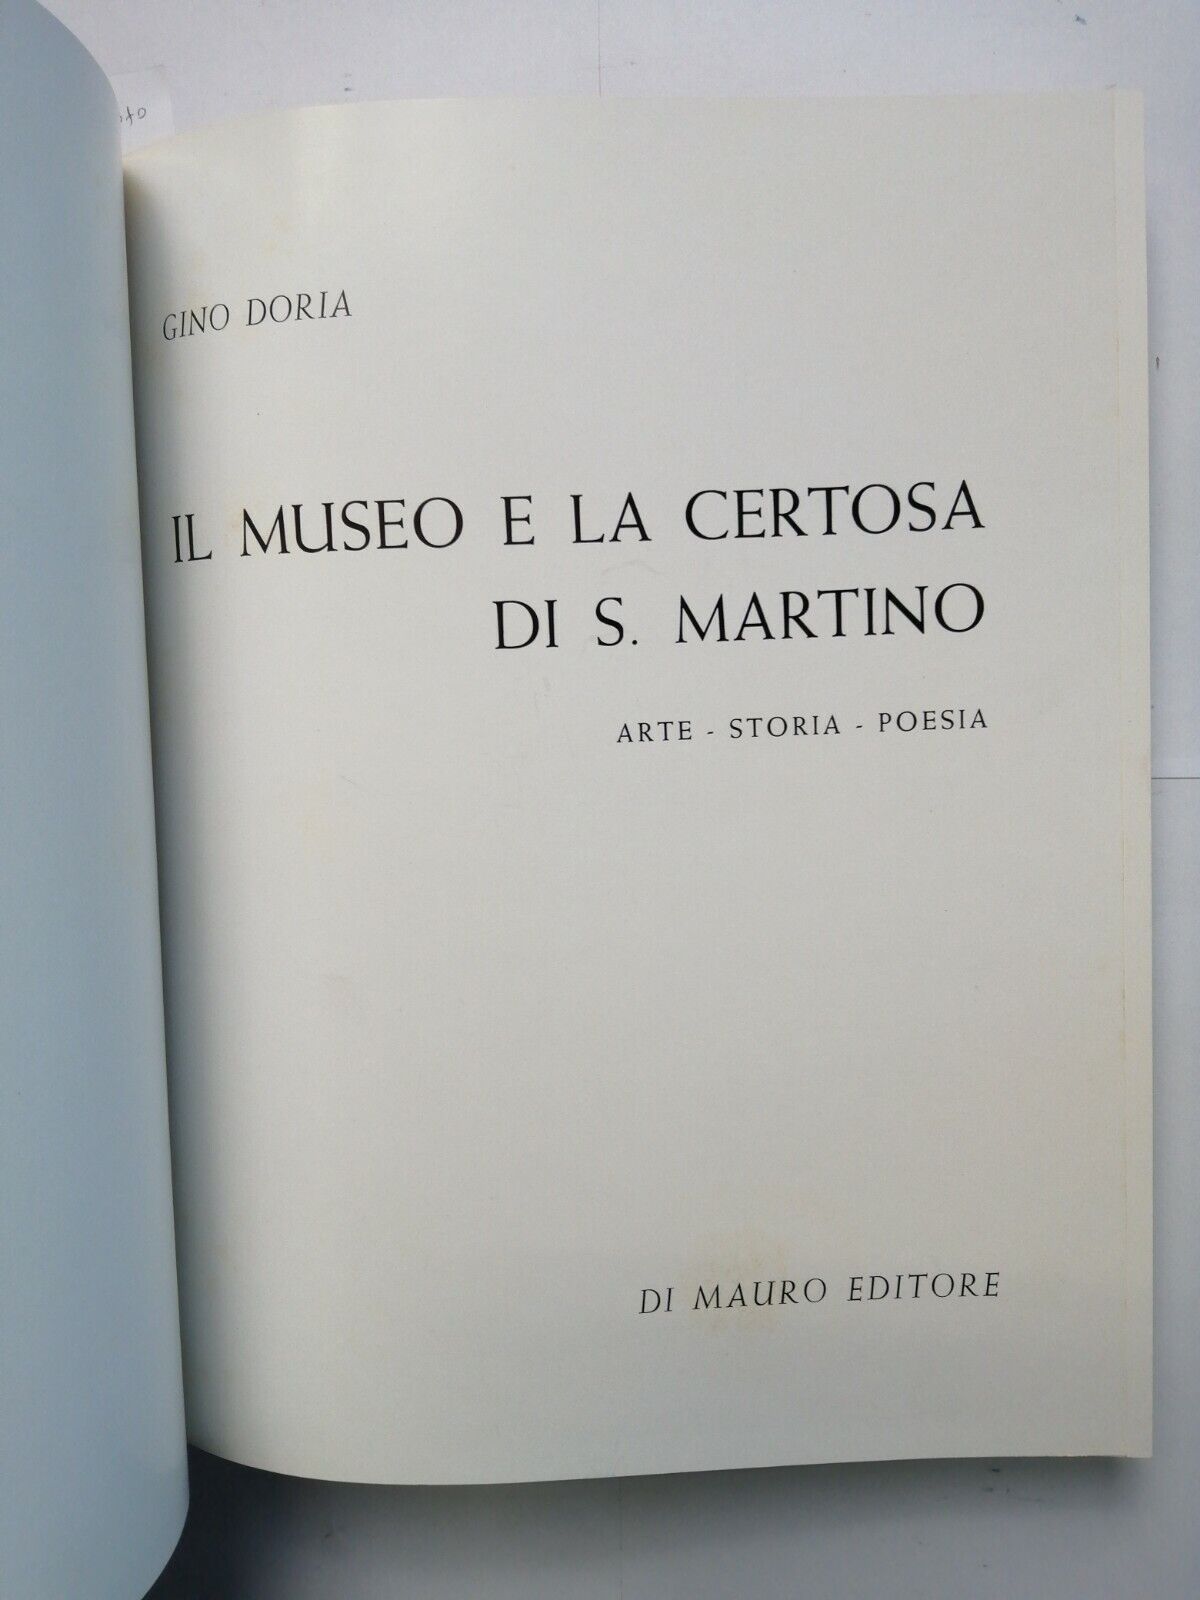 GINO DORIA
IL MUSEO E LA CERTOSA
DI S. MARTINO
ARTE - STORIA - POESIA
DI MAURO EDITORE